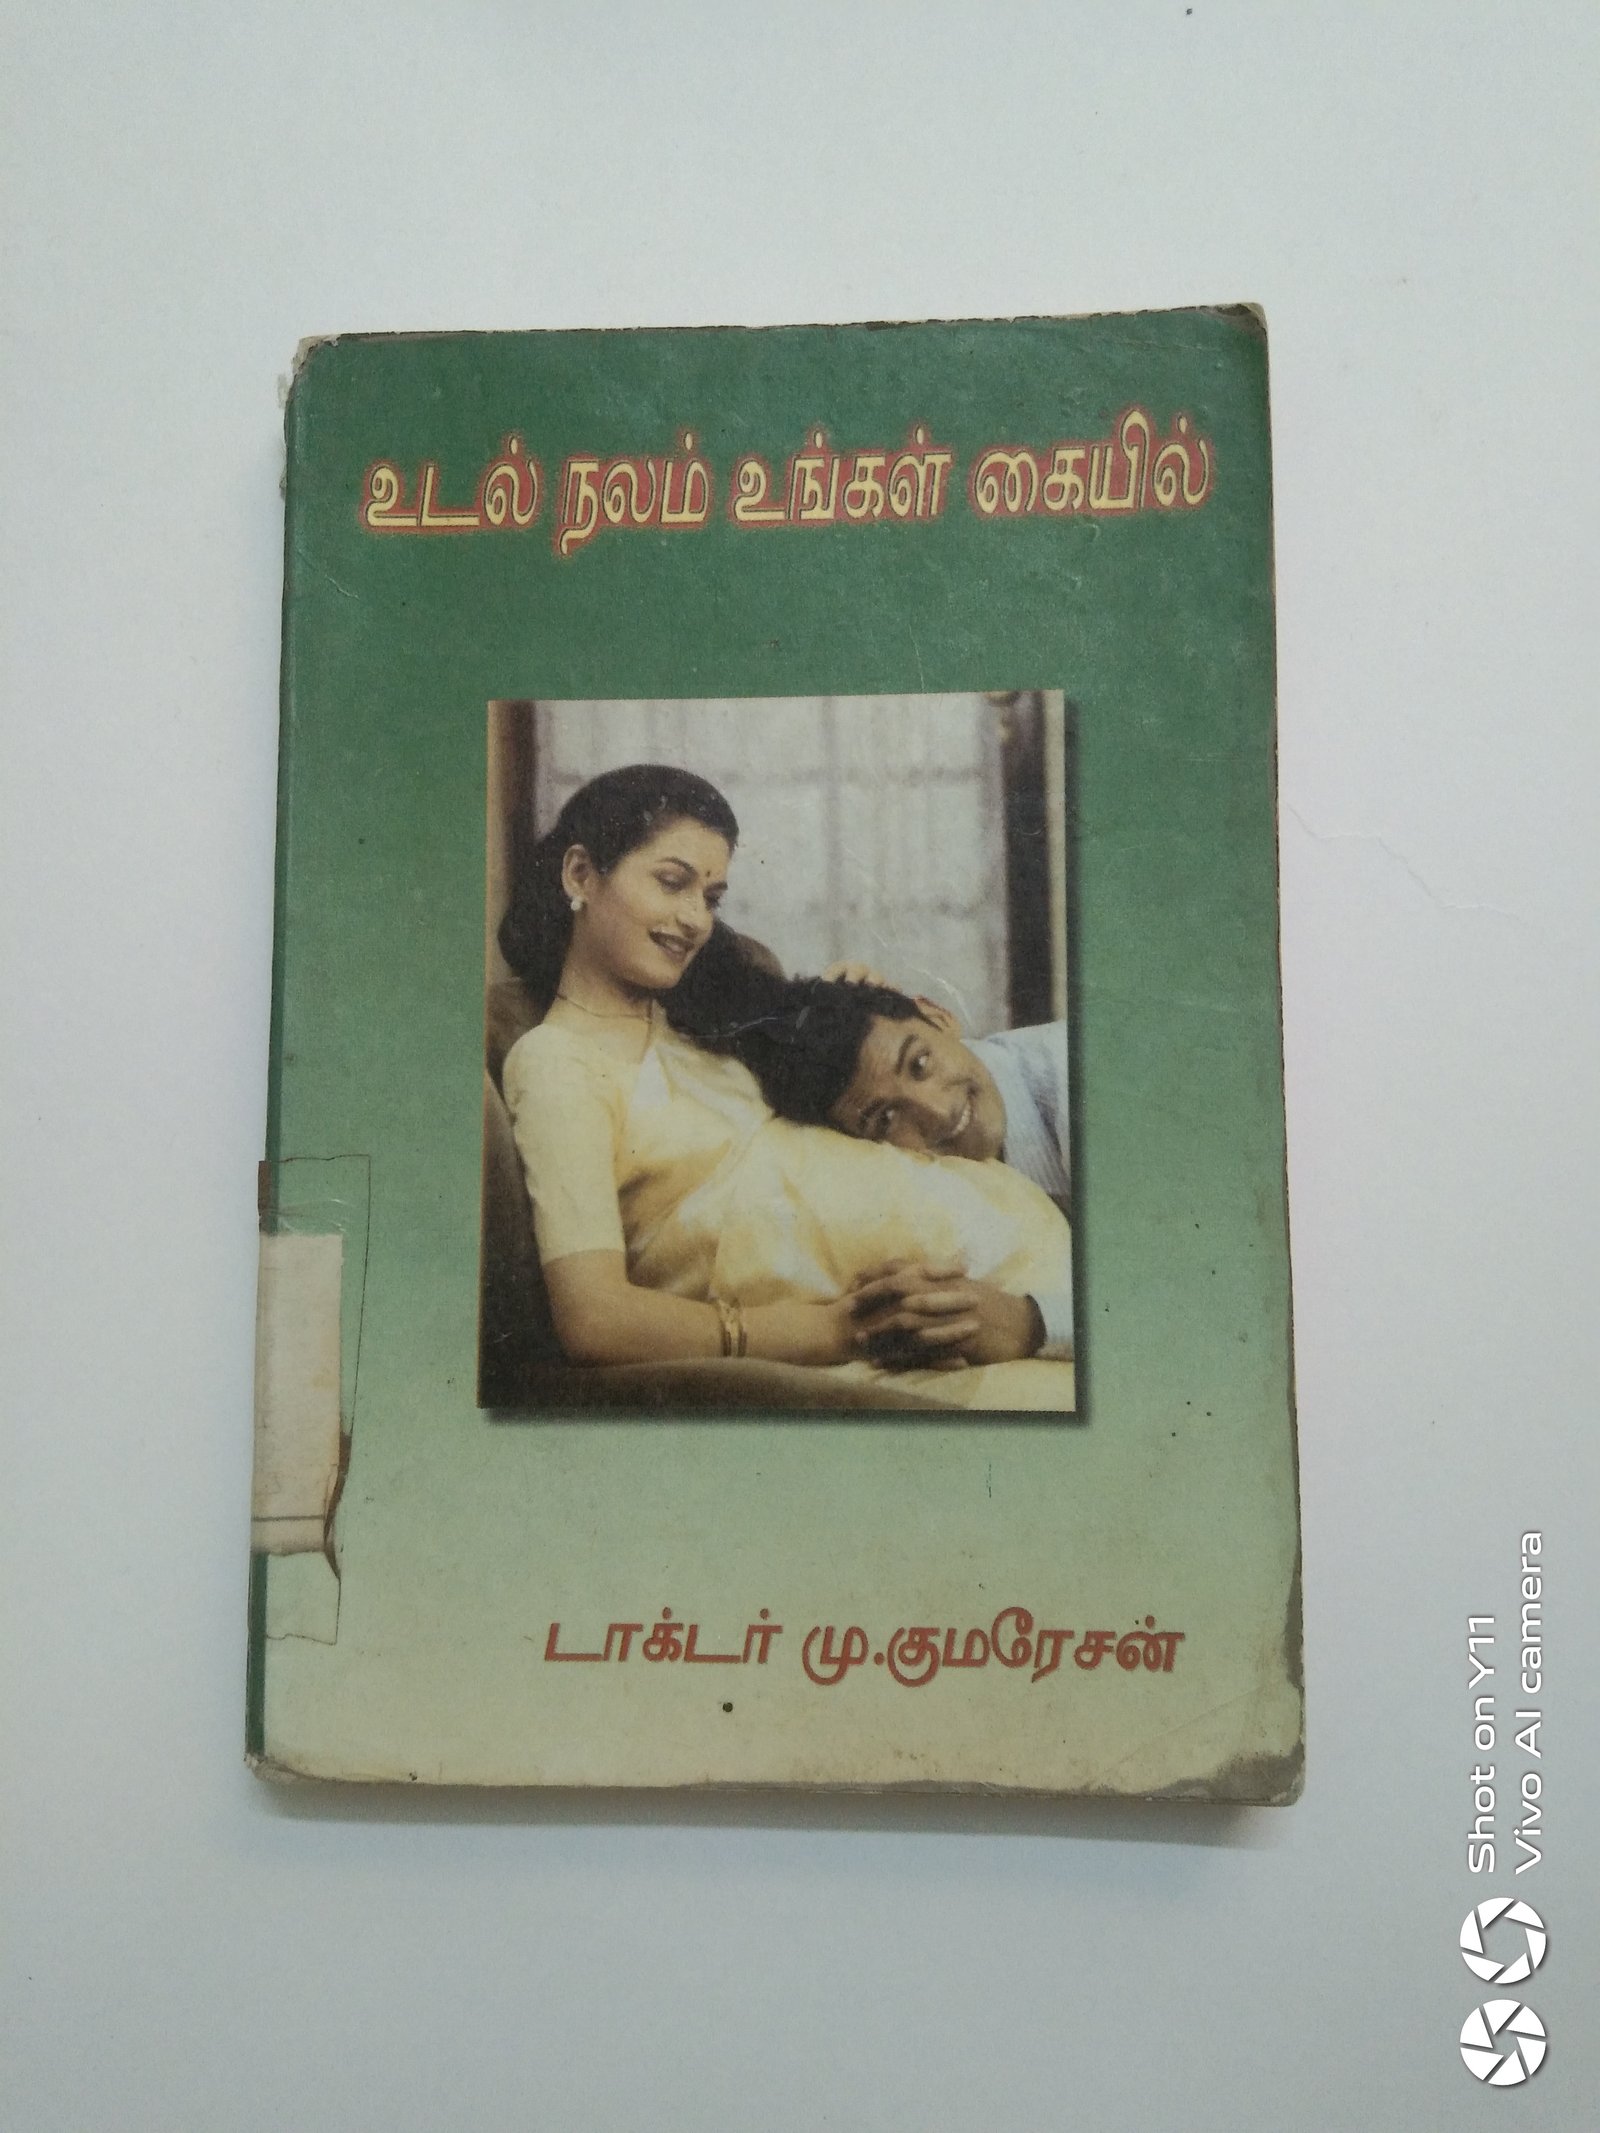 உடல் நலம் உங்கள் கையில்
டாக்டர் மு.குமரேசன்
Shot on Y11
Vivo AI camera